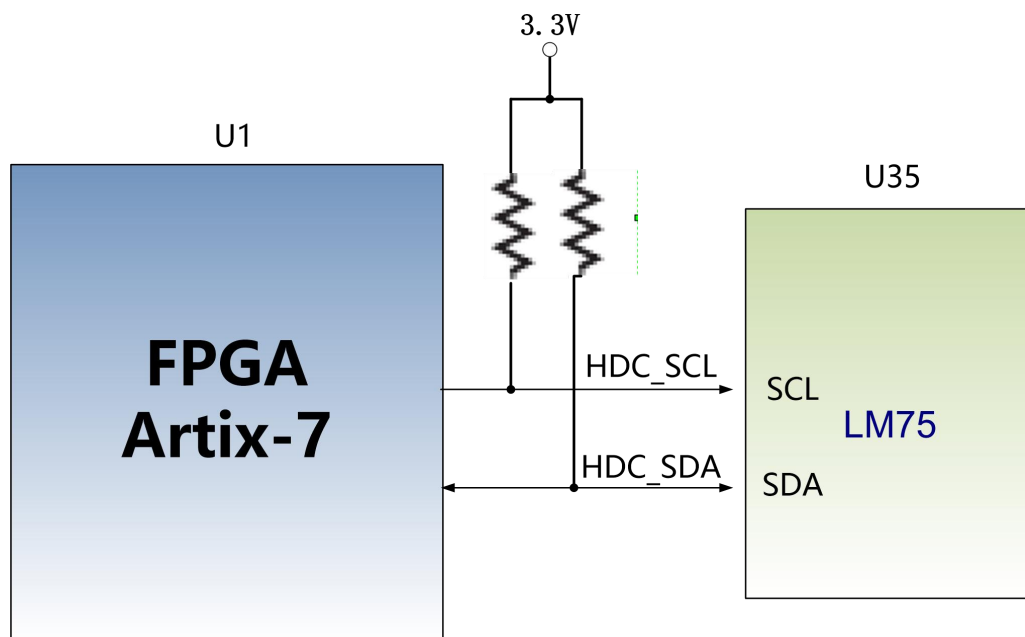 3.3V
U1
U35
FPGA
Artix-7
HDC_SCL
SCL
LM75
HDC_SDA
SDA